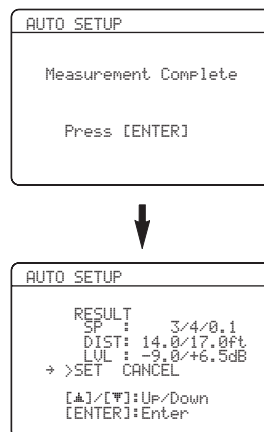 AUTO SETUP
Measurement Complete
Press [ENTER]
AUTO SETUP
RESULT
SP : 3/4/0.1
DIST: 14.0/17.0ft
LVL : -9.0/+6.5dB
→ >SET CANCEL
[▲]/[▼]:Up/Down
[ENTER]:Enter